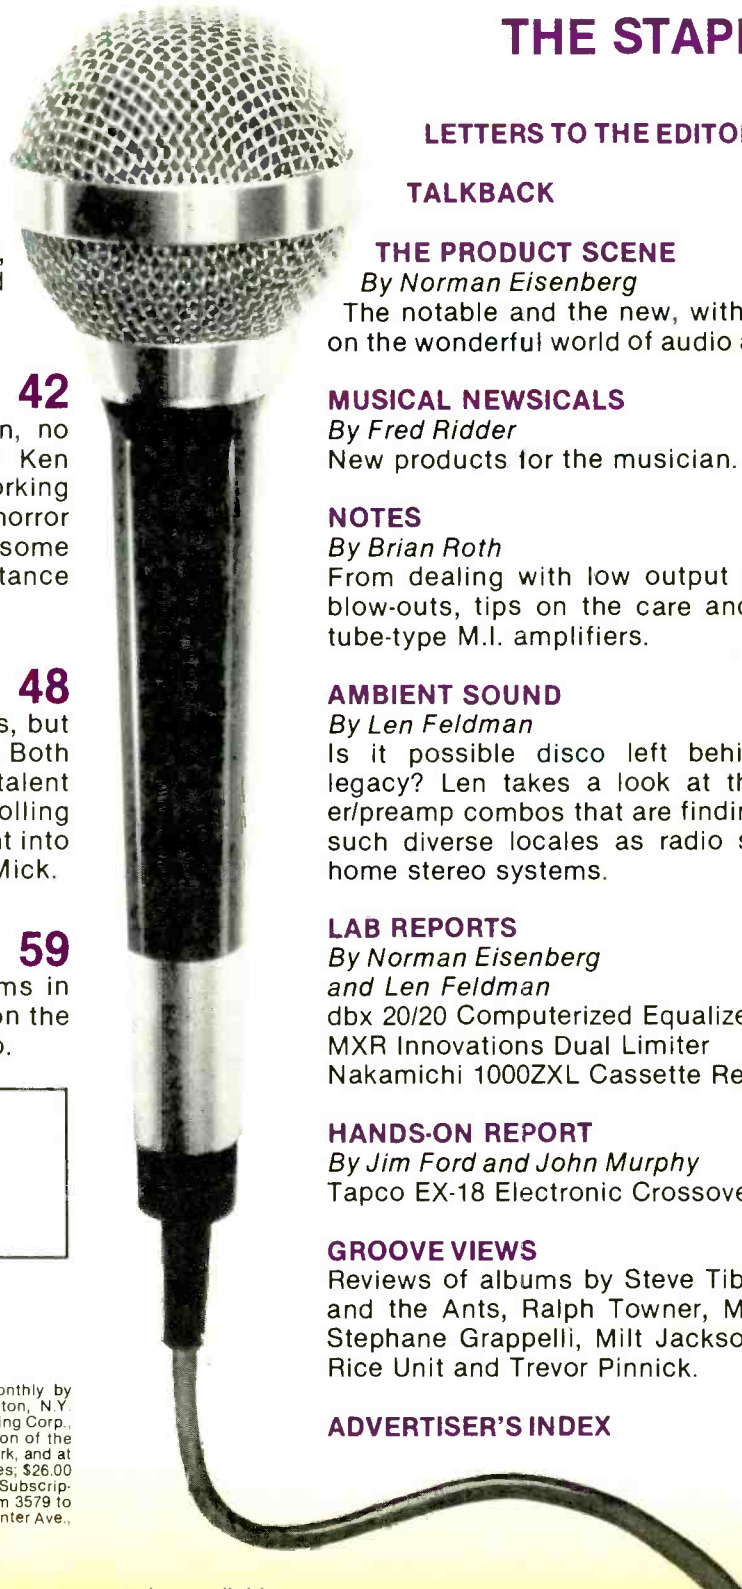 42
n, no
Ken
orking
horror
some
tance
48
s, but
Both
talent
olling
nt into
Mick.
59
ms in
on the
o.
onthly by
ton, N.Y.
ing Corp.,
on of the
rk, and at
es; $26.00
Subscrip-
m 3579 to
nter Ave.,
THE STAPL
LETTERS TO THE EDITOR
TALKBACK
THE PRODUCT SCENE
By Norman Eisenberg
The notable and the new, with
on the wonderful world of audio a
MUSICAL NEWSICALS
By Fred Ridder
New products for the musician.
NOTES
By Brian Roth
From dealing with low output
blow-outs, tips on the care and
tube-type M.I. amplifiers.
AMBIENT SOUND
By Len Feldman
Is it possible disco left behi
legacy? Len takes a look at th
er/preamp combos that are findin
such diverse locales as radio s
home stereo systems.
LAB REPORTS
By Norman Eisenberg
and Len Feldman
dbx 20/20 Computerized Equalize
MXR Innovations Dual Limiter
Nakamichi 1000ZXL Cassette Re
HANDS-ON REPORT
By Jim Ford and John Murphy
Tapco EX-18 Electronic Crossove
GROOVE VIEWS
Reviews of albums by Steve Tib
and the Ants, Ralph Towner, M
Stephane Grappelli, Milt Jackso
Rice Unit and Trevor Pinnick.
ADVERTISER'S INDEX